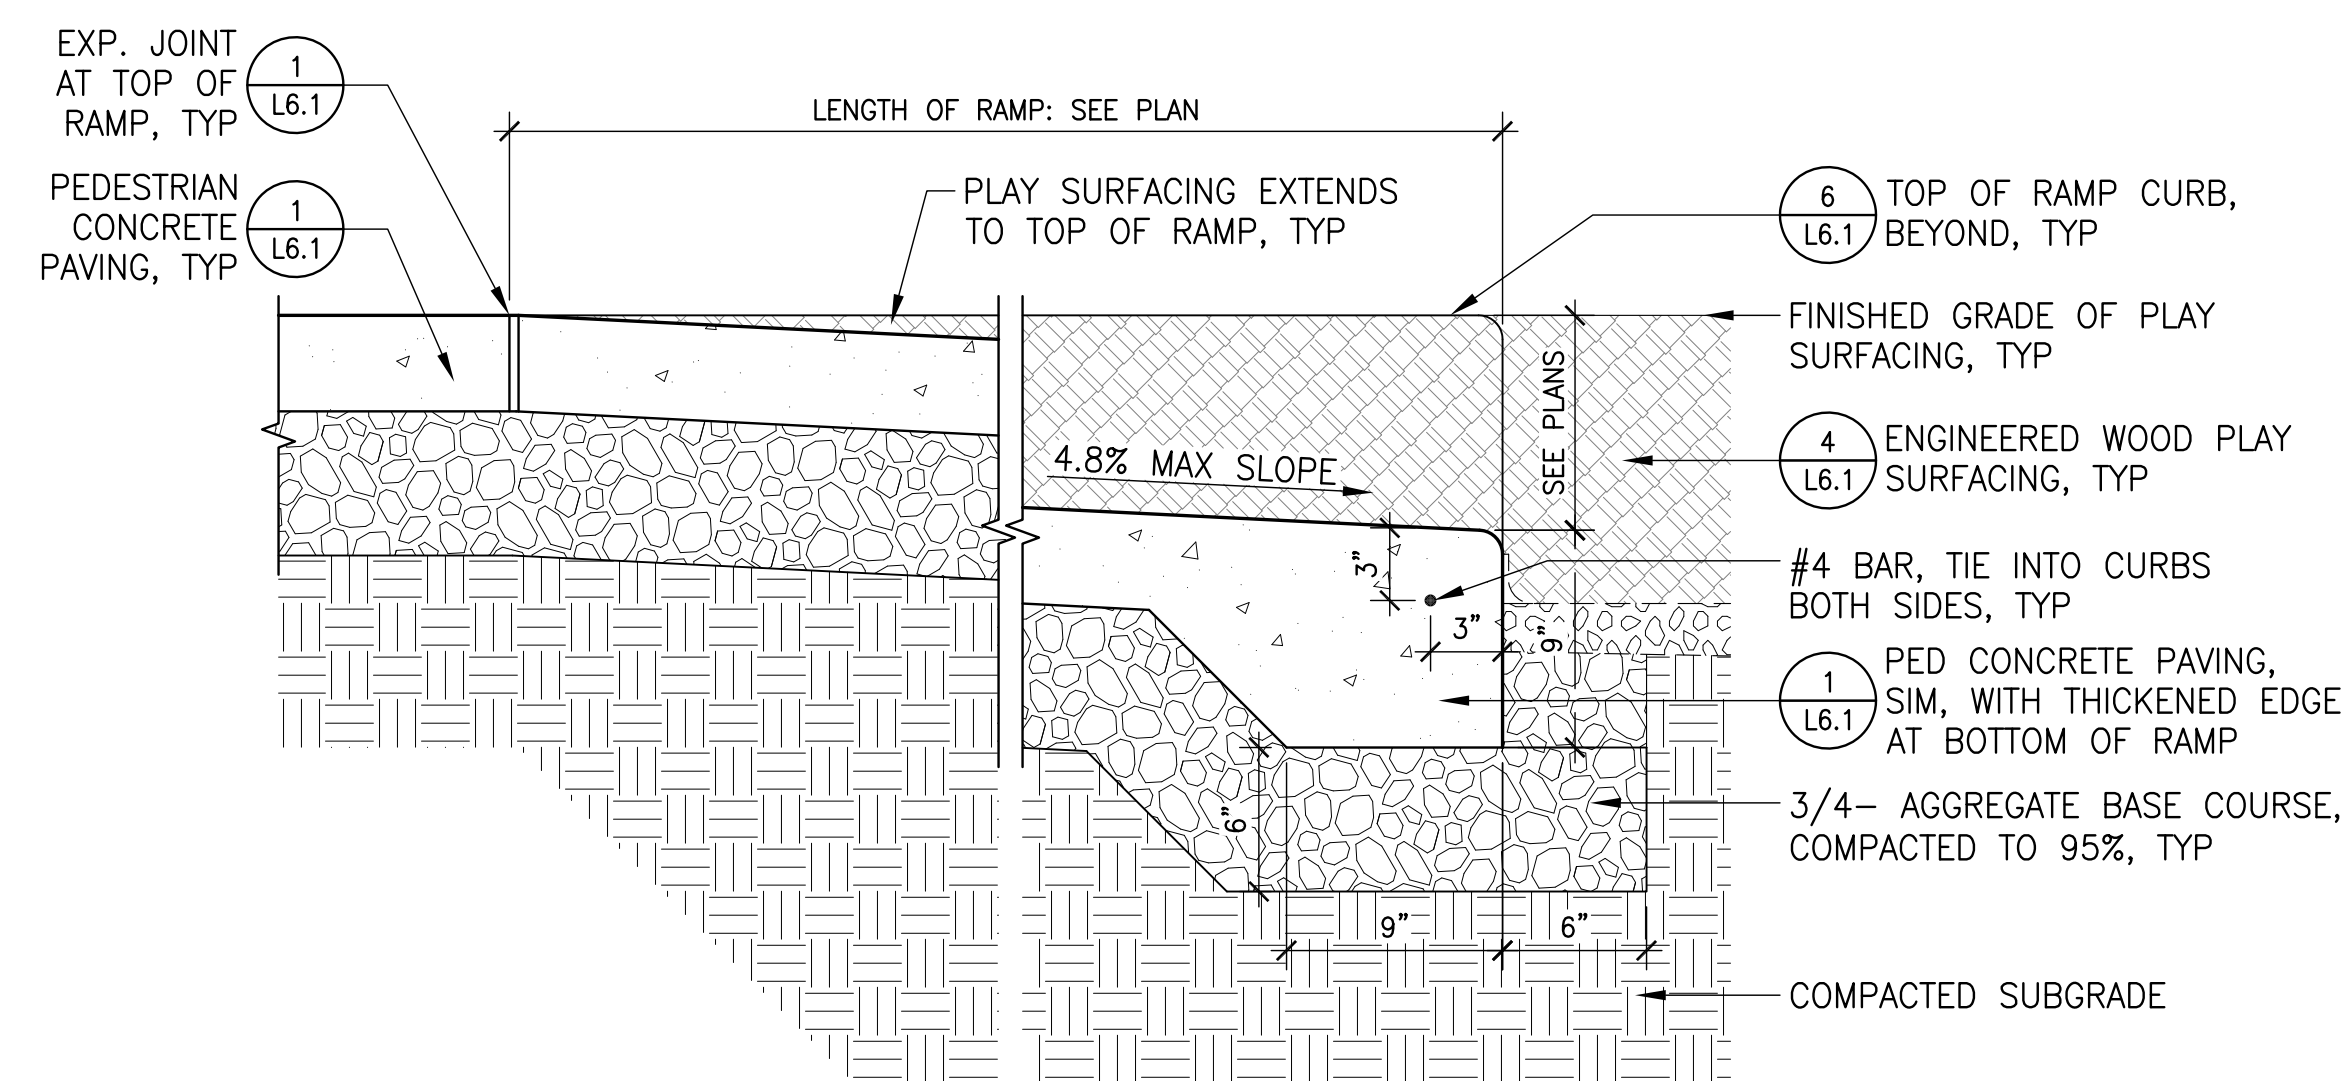 EXP. JOINT
AT TOP OF
RAMP, TYP
1
L6.1
PEDESTRIAN
CONCRETE
PAVING, TYP
1
L6.1
LENGTH OF RAMP: SEE PLAN
PLAY SURFACING EXTENDS
TO TOP OF RAMP, TYP
6
L6.1
TOP OF RAMP CURB,
BEYOND, TYP
FINISHED GRADE OF PLAY
SURFACING, TYP
SEE PLANS
4
L6.1
ENGINEERED WOOD PLAY
SURFACING, TYP
4.8% MAX SLOPE
3"
3"
9"
#4 BAR, TIE INTO CURBS
BOTH SIDES, TYP
1
L6.1
PED CONCRETE PAVING,
SIM, WITH THICKENED EDGE
AT BOTTOM OF RAMP
6"
3/4- AGGREGATE BASE COURSE,
COMPACTED TO 95%, TYP
9"
6"
COMPACTED SUBGRADE